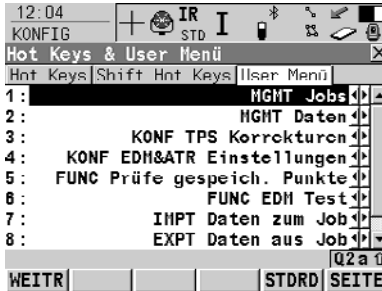 12:04
KONFIG
IR
STD
I
Hot Keys & User Menü
Hot Keys Shift Hot Keys User Menü
1: MGMT Jobs
2: MGMT Daten
3: KONF TPS Korrekturen
4: KONF EDM&ATR Einstellungen
5: FUNC Prüfe gespeich. Punkte
6: FUNC EDM Test
7: IMPT Daten zum Job
8: EXPT Daten aus Job
Q2a
WEITR STDRD SEITE